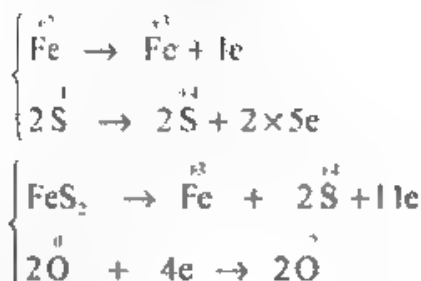 Fe → Fe + 1e
2S → 2S + 2×5e
FeS₂ → Fe + 2S + 11e
2O + 4e → 2O